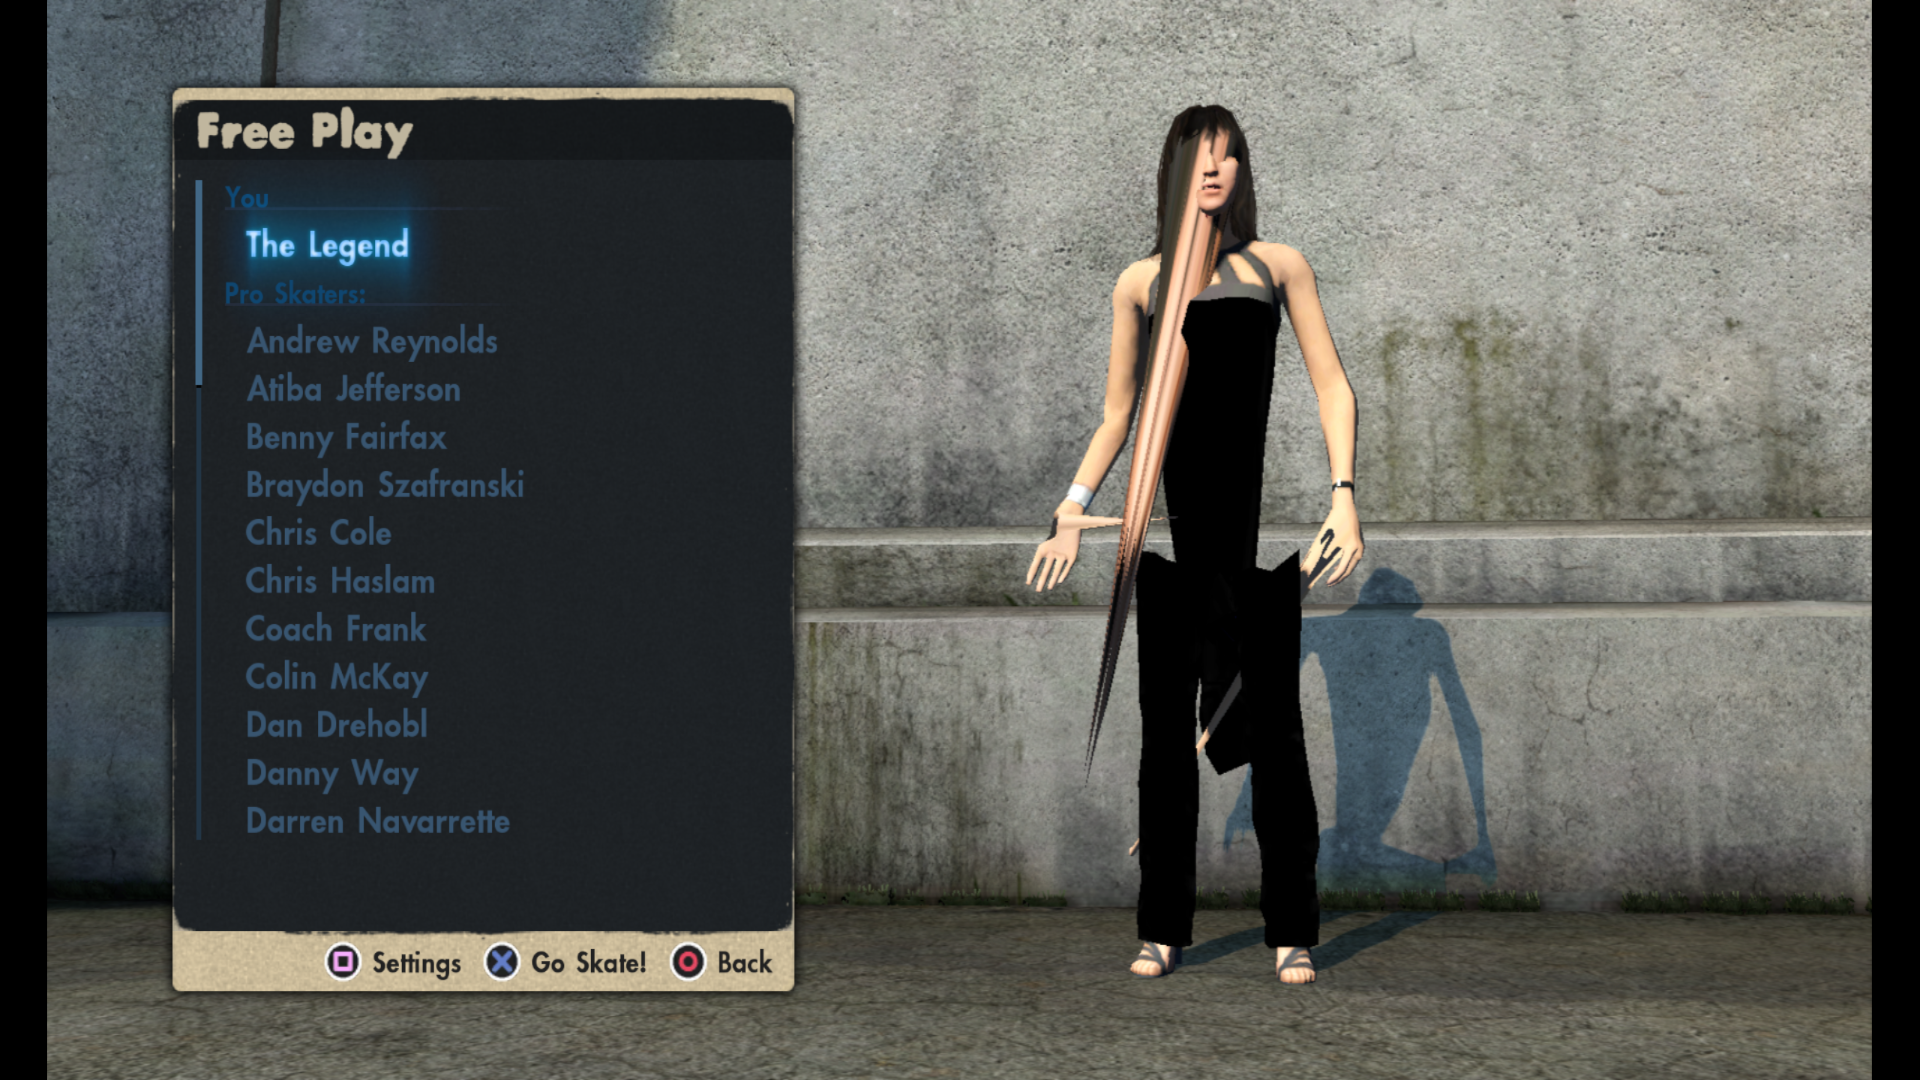 Free Play
You
The Legend
Pro Skaters:
Andrew Reynolds
Atiba Jefferson
Benny Fairfax
Braydon Szafranski
Chris Cole
Chris Haslam
Coach Frank
Colin McKay
Dan Drehobl
Danny Way
Darren Navarrette
Settings Go Skate! Back